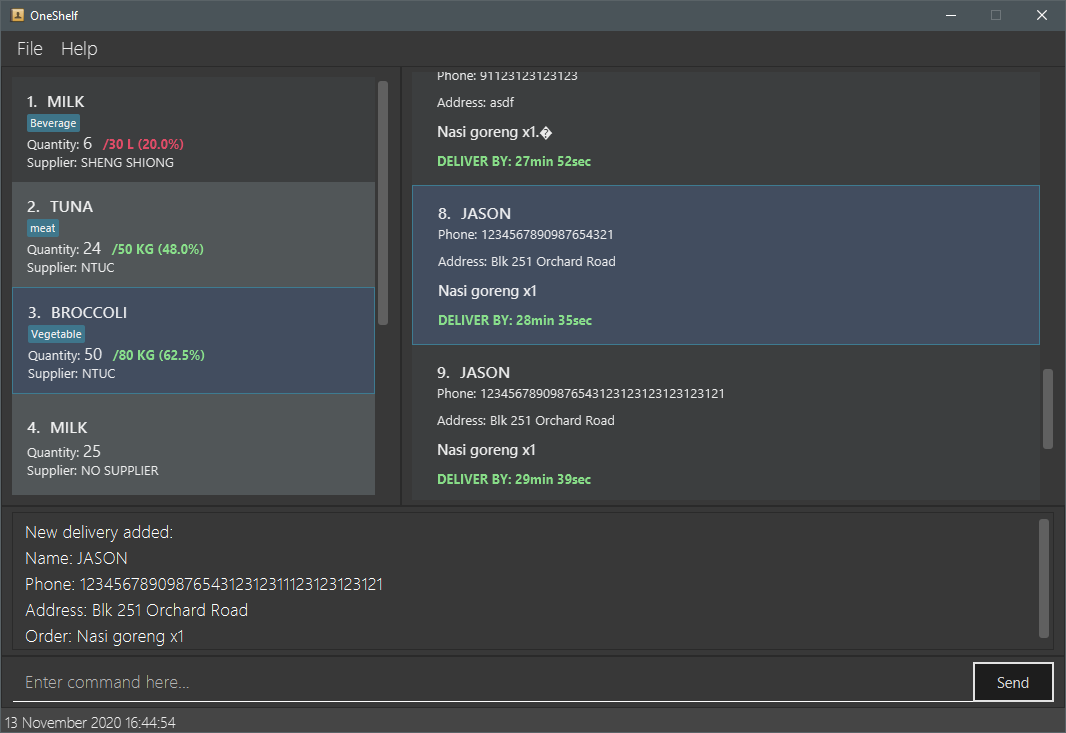 OneShelf
File Help
1. MILK
Beverage
Quantity: 6 /30 L (20.0%)
Supplier: SHENG SHIONG
2. TUNA
meat
Quantity: 24 /50 KG (48.0%)
Supplier: NTUC
3. BROCCOLI
Vegetable
Quantity: 50 /80 KG (62.5%)
Supplier: NTUC
4. MILK
Quantity: 25
Supplier: NO SUPPLIER
Phone: 91123123123123
Address: asdf
Nasi goreng x1.�
DELIVER BY: 27min 52sec
8. JASON
Phone: 1234567890987654321
Address: Blk 251 Orchard Road
Nasi goreng x1
DELIVER BY: 28min 35sec
9. JASON
Phone: 1234567890987654312312312312312312​1
Address: Blk 251 Orchard Road
Nasi goreng x1
DELIVER BY: 29min 39sec
New delivery added:
Name: JASON
Phone: 1234567890987654312312311123123123121
Address: Blk 251 Orchard Road
Order: Nasi goreng x1
Enter command here...
Send
13 November 2020 16:44:54